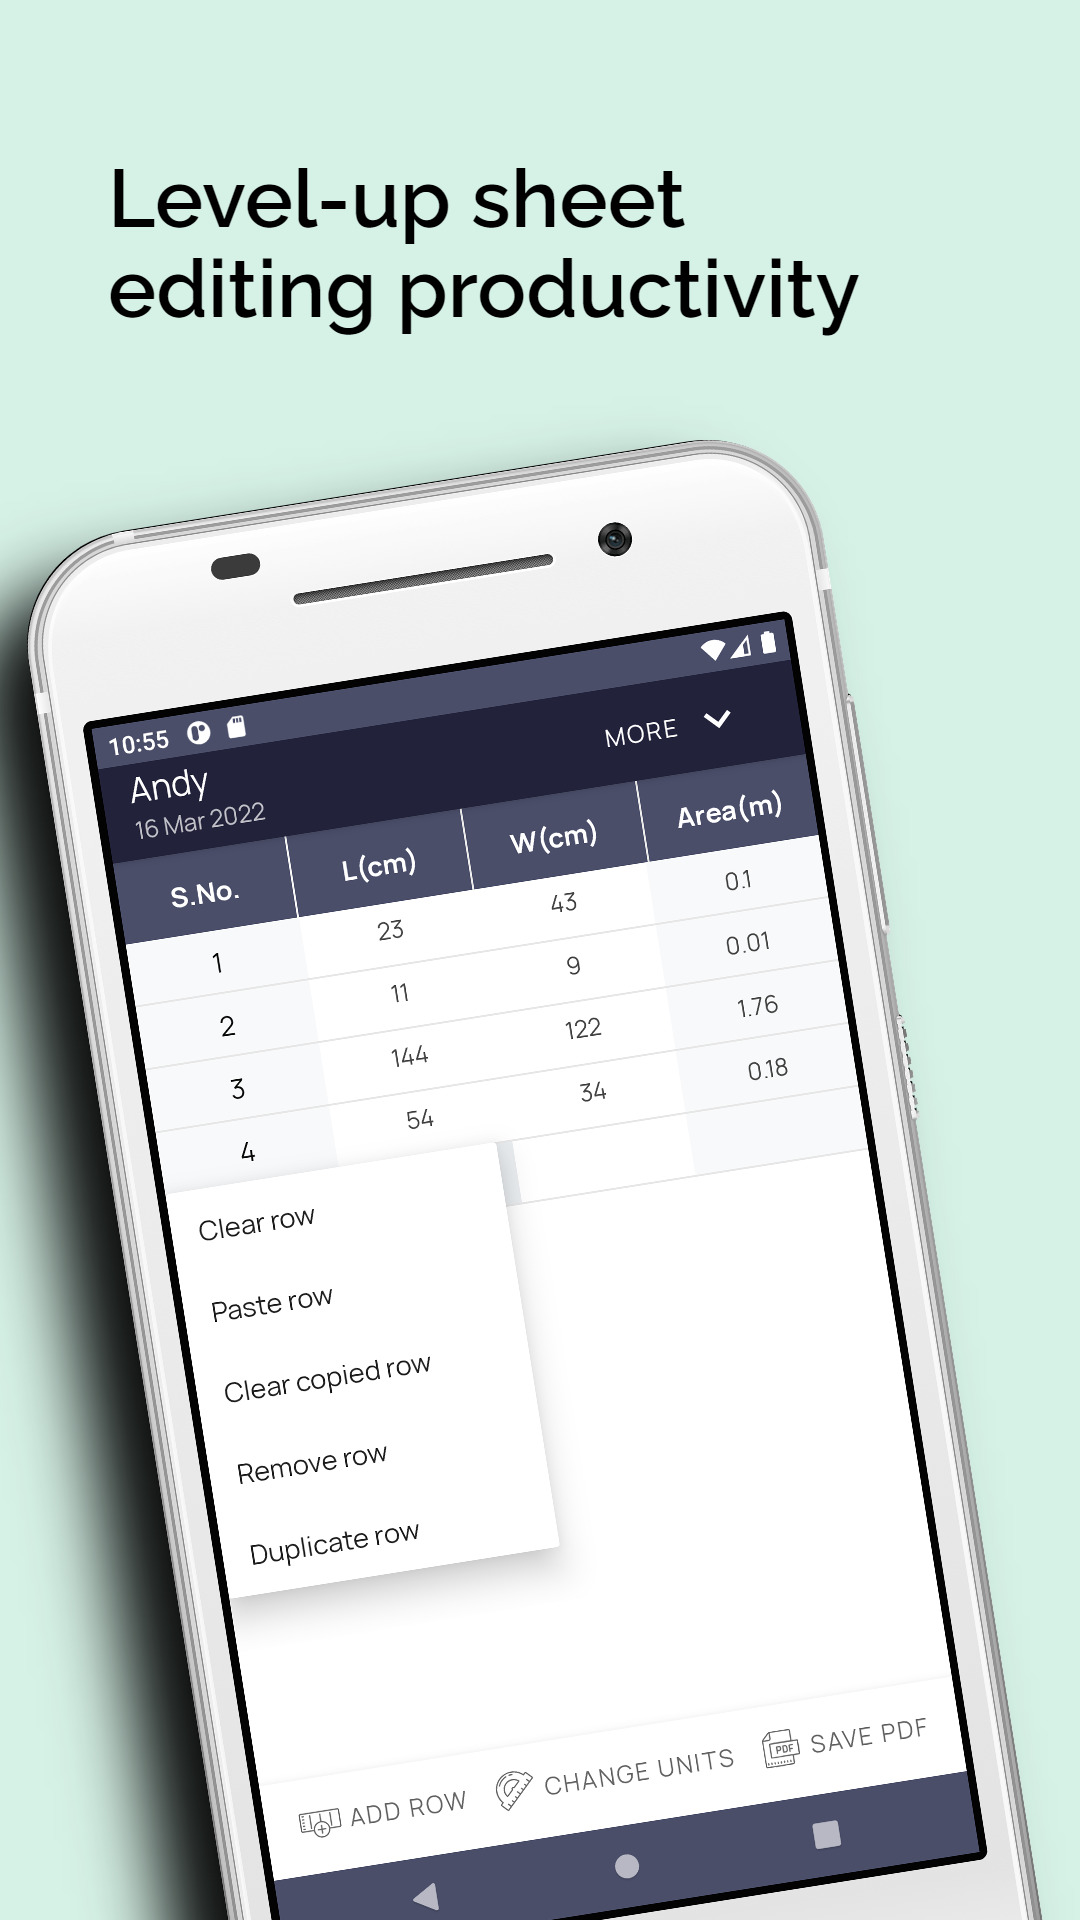 Level-up sheet
editing productivity
10:55
Andy
16 Mar 2022
MORE
S.No. L(cm) W(cm) Area(m)
1 23 43 0.1
2 11 9 0.01
3 144 122 1.76
4 54 34 0.18
Clear row
Paste row
Clear copied row
Remove row
Duplicate row
ADD ROW CHANGE UNITS PDF SAVE PDF